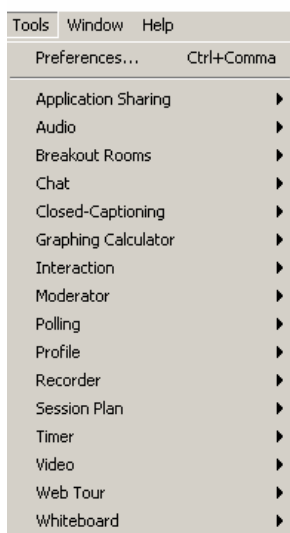 Tools Window Help
Preferences... Ctrl+Comma
Application Sharing
Audio
Breakout Rooms
Chat
Closed-Captioning
Graphing Calculator
Interaction
Moderator
Polling
Profile
Recorder
Session Plan
Timer
Video
Web Tour
Whiteboard